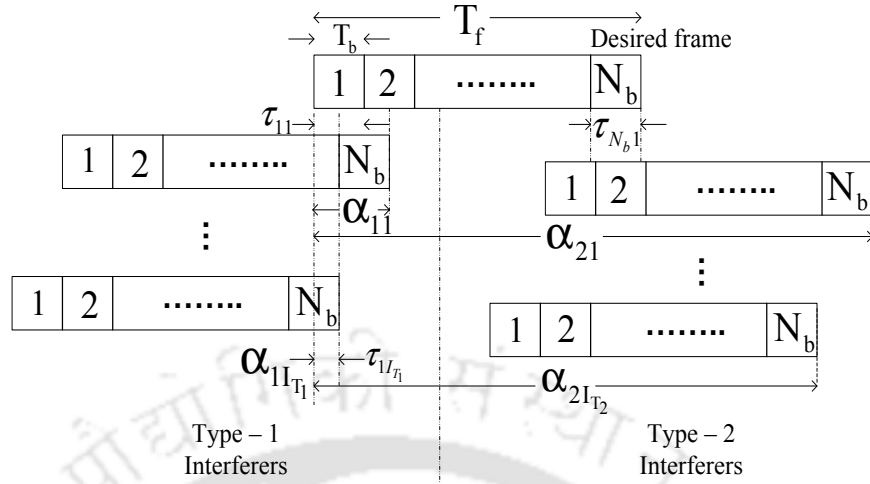 T_f
T_b
Desired frame
1 2 ........ N_b
τ_11
τ_{N_b 1}
1 2 ........ N_b
1 2 ........ N_b
α_11
α_21
⋮
⋮
1 2 ........ N_b
1 2 ........ N_b
α_{1I_{T_1}}
τ_{1I_{T_1}}
α_{2I_{T_2}}
Type – 1
Interferers
Type – 2
Interferers